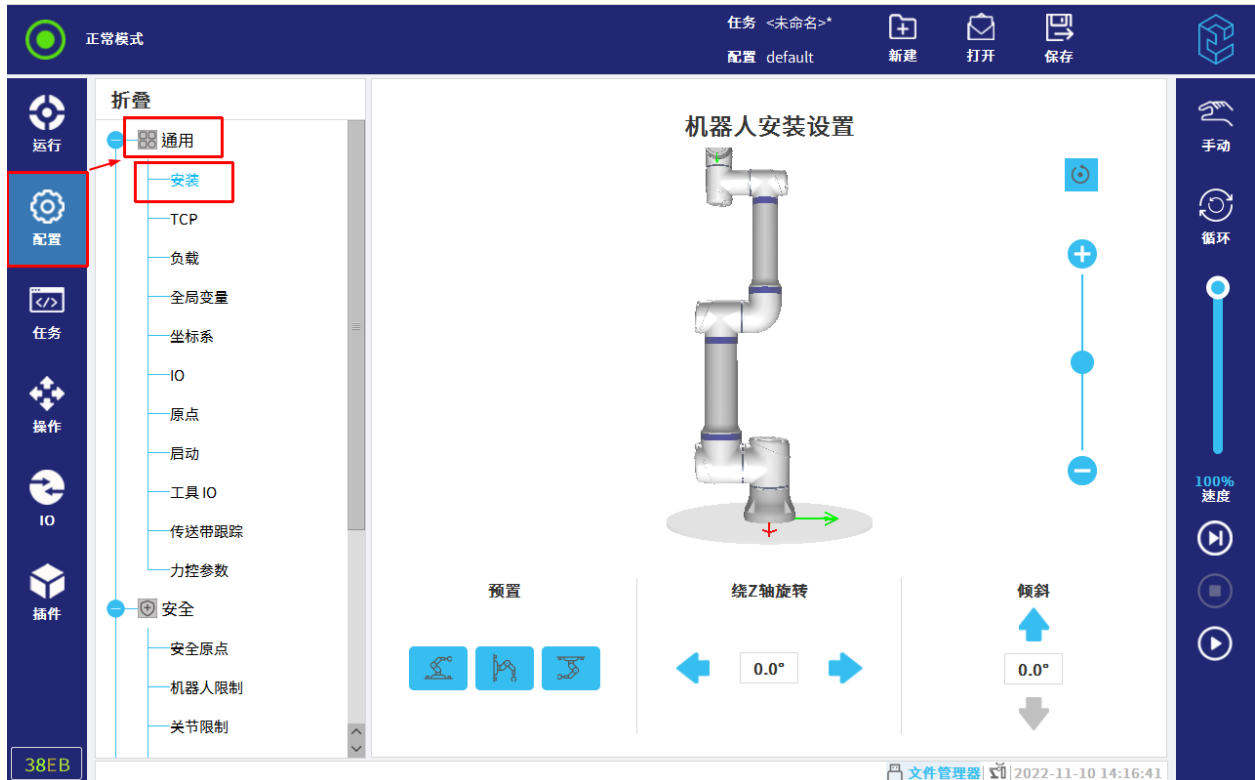 正常模式
任务 <未命名>*
配置 default
新建
打开
保存
运行
配置
任务
操作
IO
插件
38EB
折叠
通用
安装
TCP
负载
全局变量
坐标系
IO
原点
启动
工具 IO
传送带跟踪
力控参数
安全
安全原点
机器人限制
关节限制
机器人安装设置
预置
绕Z轴旋转
0.0°
倾斜
0.0°
手动
循环
100%
速度
文件管理器
2022-11-10 14:16:41